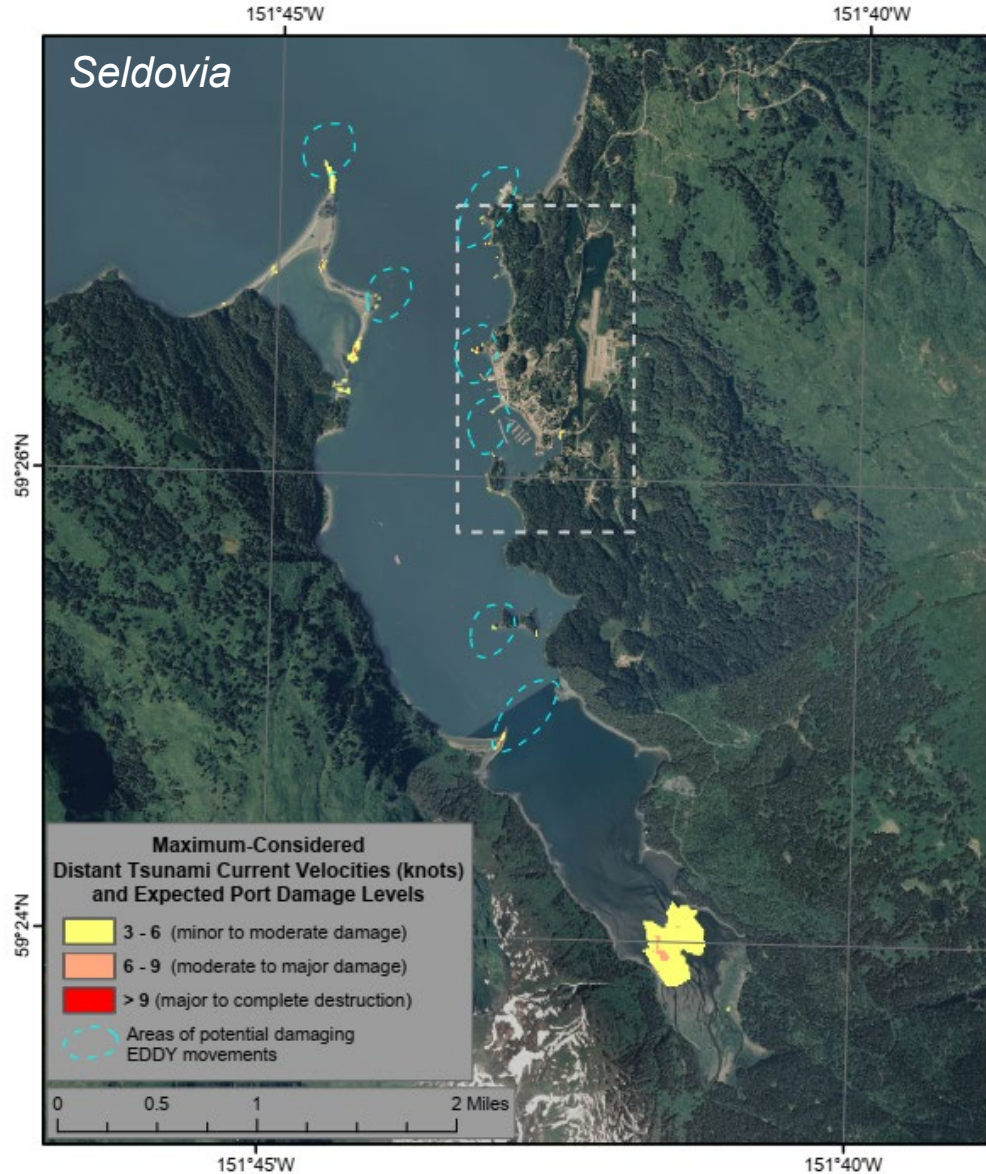 151°45'W 151°40'W
Seldovia
59°26'N
59°24'N
Maximum-Considered
Distant Tsunami Current Velocities (knots)
and Expected Port Damage Levels
3 - 6 (minor to moderate damage)
6 - 9 (moderate to major damage)
> 9 (major to complete destruction)
Areas of potential damaging
EDDY movements
0 0.5 1 2 Miles
151°45'W 151°40'W